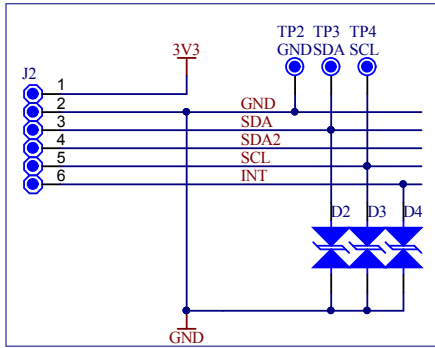 TP2 TP3 TP4
3V3 GND SDA SCL
J2
1
2 GND
3 SDA
4 SDA2
5 SCL
6 INT
D2 D3 D4
GND